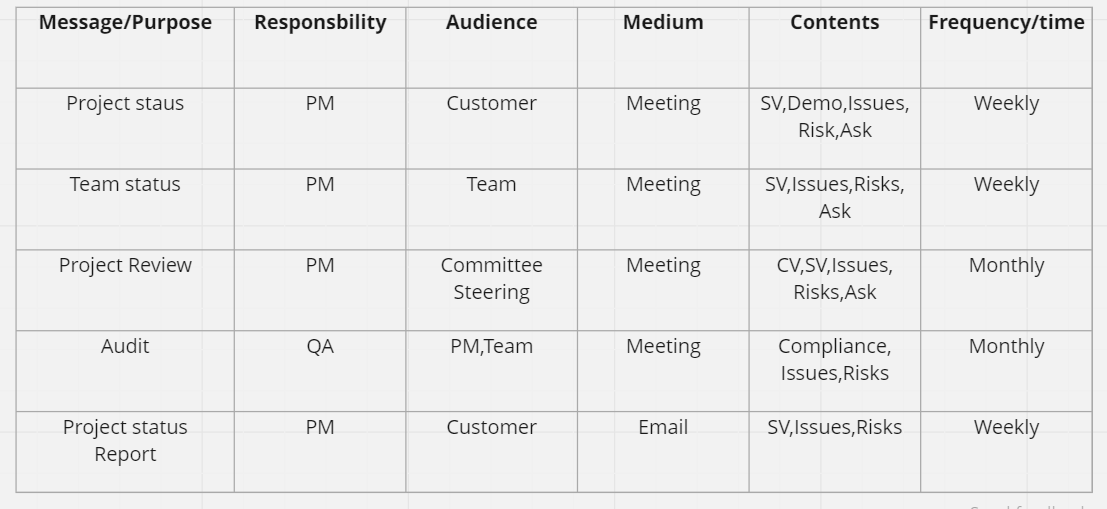 Message/Purpose Responsbility Audience Medium Contents Frequency/time
Project staus PM Customer Meeting SV,Demo,Issues, Weekly
Risk,Ask
Team status PM Team Meeting SV,Issues,Risks, Weekly
Ask
Project Review PM Committee Meeting CV,SV,Issues, Monthly
Steering Risks,Ask
Audit QA PM,Team Meeting Compliance, Monthly
Issues,Risks
Project status PM Customer Email SV,Issues,Risks Weekly
Report